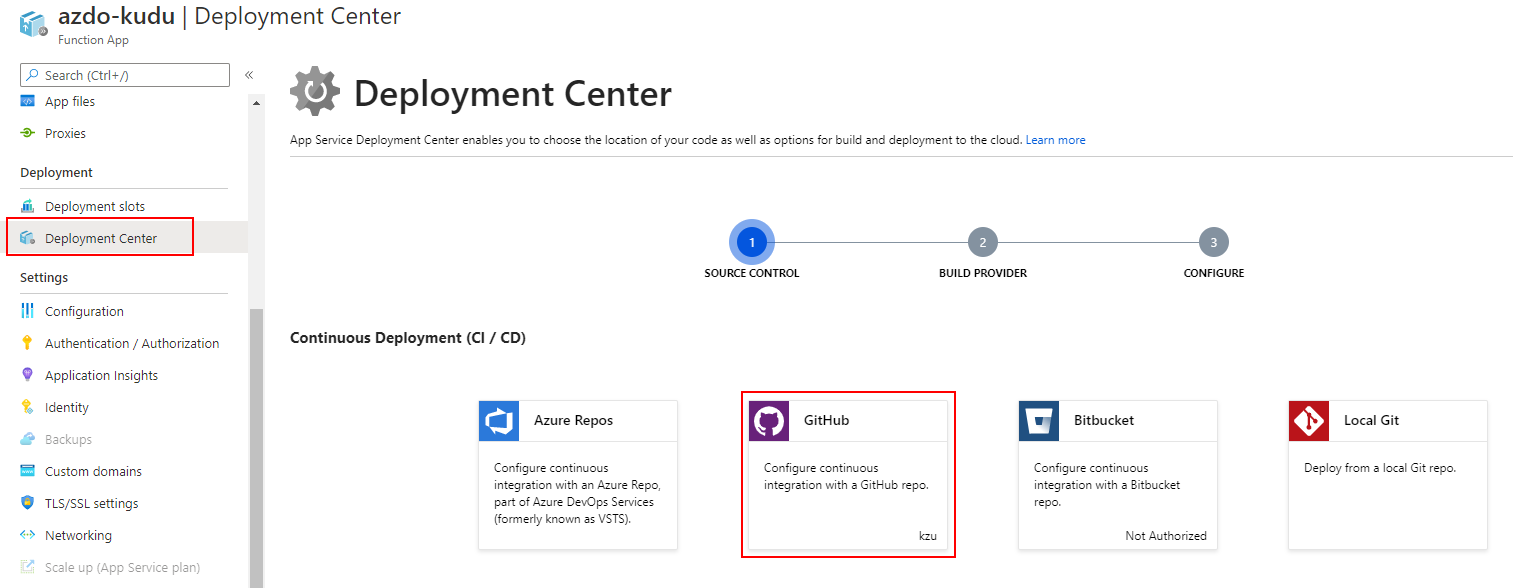 azdo-kudu | Deployment Center
Function App
Search (Ctrl+/)
«
App files
Proxies
Deployment
Deployment slots
Deployment Center
Settings
Configuration
Authentication / Authorization
Application Insights
Identity
Backups
Custom domains
TLS/SSL settings
Networking
Scale up (App Service plan)
Deployment Center
App Service Deployment Center enables you to choose the location of your code as well as options for build and deployment to the cloud. Learn more
1
SOURCE CONTROL
2
BUILD PROVIDER
3
CONFIGURE
Continuous Deployment (CI / CD)
Azure Repos
Configure continuous
integration with an Azure Repo,
part of Azure DevOps Services
(formerly known as VSTS).
GitHub
Configure continuous
integration with a GitHub repo.
kzu
Bitbucket
Configure continuous
integration with a Bitbucket
repo.
Not Authorized
Local Git
Deploy from a local Git repo.